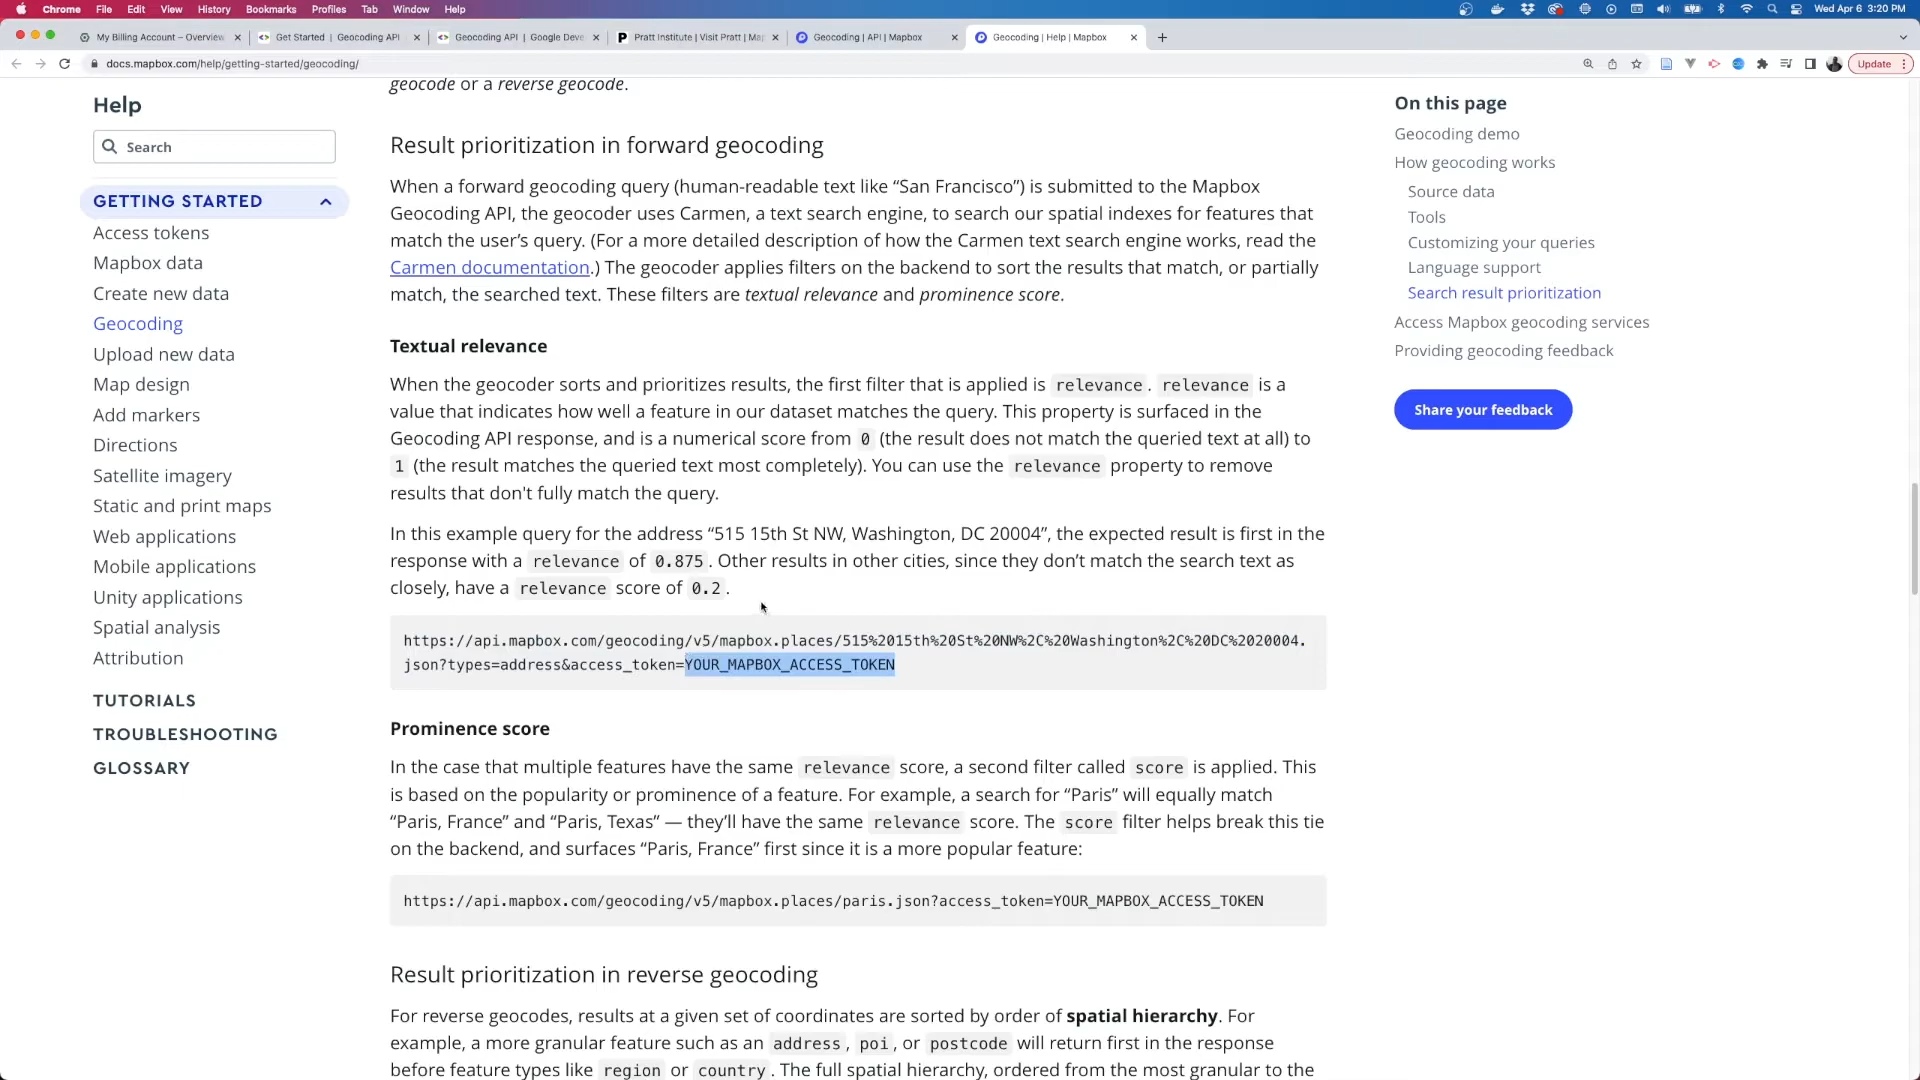 Chrome File Edit View History Bookmarks Profiles Tab Window Help Wed Apr 6 3:20 PM
My Billing Account – Overview
Get Started | Geocoding API
Geocoding API | Google Deve
Pratt Institute | Visit Pratt | Ma
Geocoding | API | Mapbox
Geocoding | Help | Mapbox
docs.mapbox.com/help/getting-started/geocoding/
Update
Help
Search
GETTING STARTED
Access tokens
Mapbox data
Create new data
Geocoding
Upload new data
Map design
Add markers
Directions
Satellite imagery
Static and print maps
Web applications
Mobile applications
Unity applications
Spatial analysis
Attribution
TUTORIALS
TROUBLESHOOTING
GLOSSARY
geocode or a reverse geocode.
Result prioritization in forward geocoding
When a forward geocoding query (human-readable text like “San Francisco”) is submitted to the Mapbox
Geocoding API, the geocoder uses Carmen, a text search engine, to search our spatial indexes for features that
match the user’s query. (For a more detailed description of how the Carmen text search engine works, read the
Carmen documentation.) The geocoder applies filters on the backend to sort the results that match, or partially
match, the searched text. These filters are textual relevance and prominence score.
Textual relevance
When the geocoder sorts and prioritizes results, the first filter that is applied is relevance. relevance is a
value that indicates how well a feature in our dataset matches the query. This property is surfaced in the
Geocoding API response, and is a numerical score from 0 (the result does not match the queried text at all) to
1 (the result matches the queried text most completely). You can use the relevance property to remove
results that don't fully match the query.
In this example query for the address “515 15th St NW, Washington, DC 20004”, the expected result is first in the
response with a relevance of 0.875. Other results in other cities, since they don’t match the search text as
closely, have a relevance score of 0.2.
https://api.mapbox.com/geocoding/v5/mapbox.places/515%2015th%20St%20NW%2C%20Washington%2C%20DC%2020004.
json?types=address&access_token=YOUR_MAPBOX_ACCESS_TOKEN
Prominence score
In the case that multiple features have the same relevance score, a second filter called score is applied. This
is based on the popularity or prominence of a feature. For example, a search for “Paris” will equally match
“Paris, France” and “Paris, Texas“ — they’ll have the same relevance score. The score filter helps break this tie
on the backend, and surfaces “Paris, France” first since it is a more popular feature:
https://api.mapbox.com/geocoding/v5/mapbox.places/paris.json?access_token=YOUR_MAPBOX_ACCESS_TOKEN
Result prioritization in reverse geocoding
For reverse geocodes, results at a given set of coordinates are sorted by order of spatial hierarchy. For
example, a more granular feature such as an address, poi, or postcode will return first in the response
before feature types like region or country. The full spatial hierarchy, ordered from the most granular to the
On this page
Geocoding demo
How geocoding works
Source data
Tools
Customizing your queries
Language support
Search result prioritization
Access Mapbox geocoding services
Providing geocoding feedback
Share your feedback